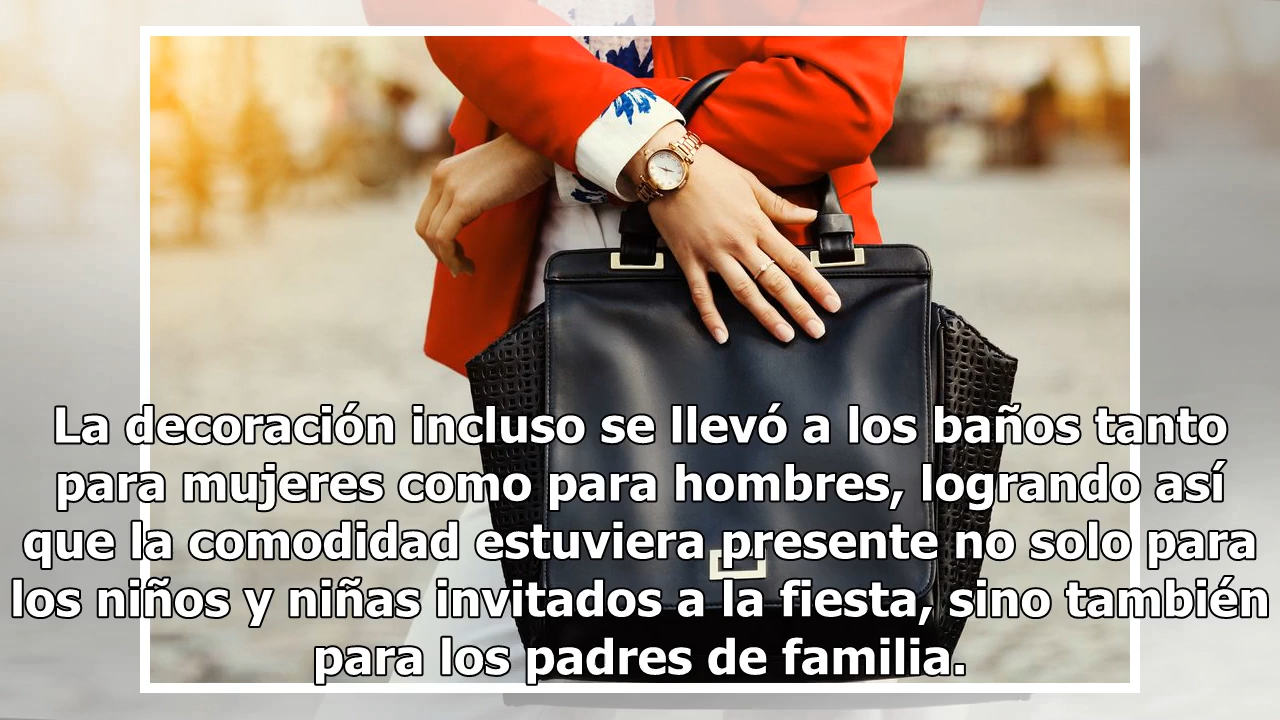 La decoración incluso se llevó a los baños tanto
para mujeres como para hombres, logrando así
que la comodidad estuviera presente no solo para
los niños y niñas invitados a la fiesta, sino también
para los padres de familia.